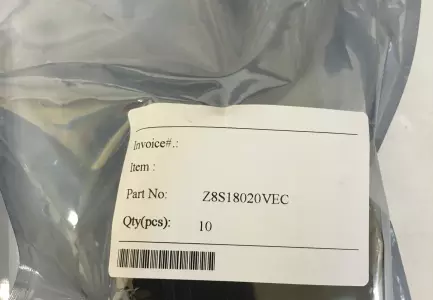 Invoice#.:
Item :
Part No: Z8S18020VEC
Qty(pcs): 10